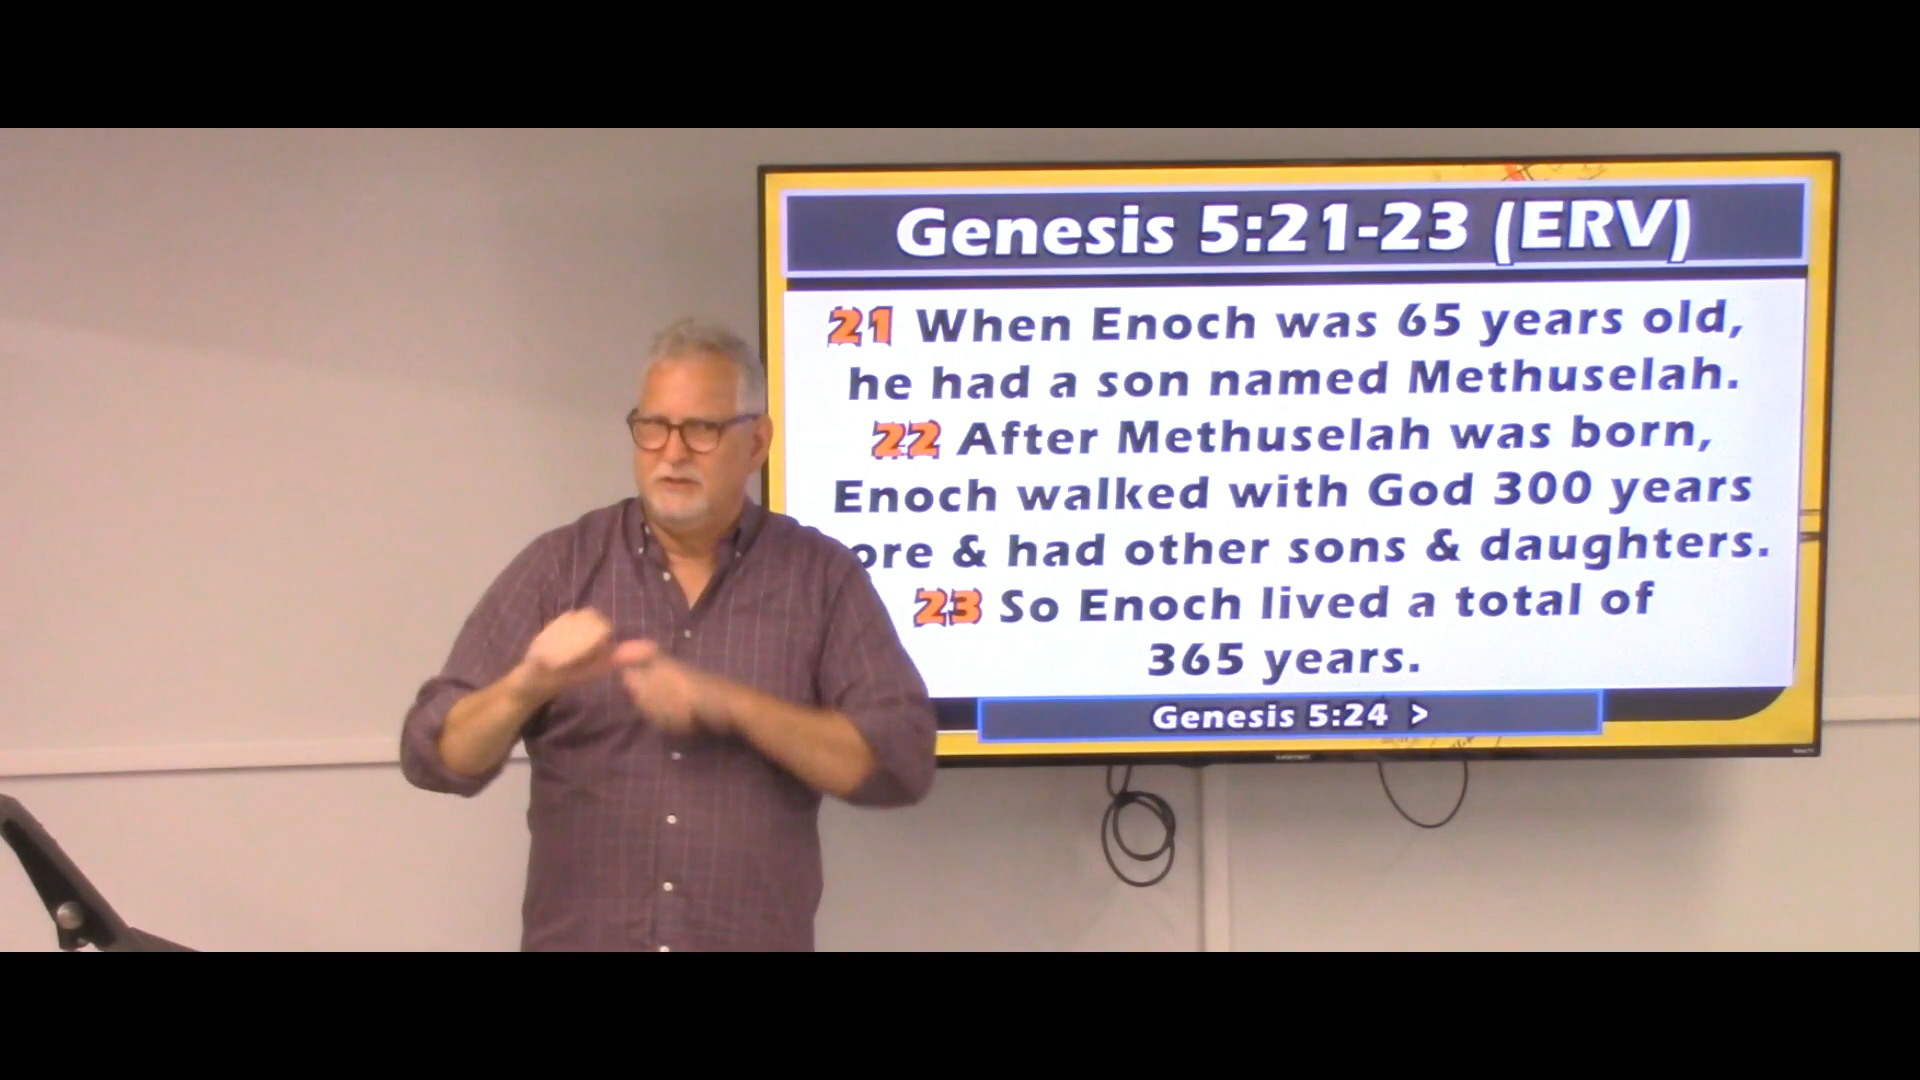 Genesis 5:21-23 (ERV)
21 When Enoch was 65 years old,
he had a son named Methuselah.
22 After Methuselah was born,
Enoch walked with God 300 years
ore & had other sons & daughters.
23 So Enoch lived a total of
365 years.
Genesis 5:24 >